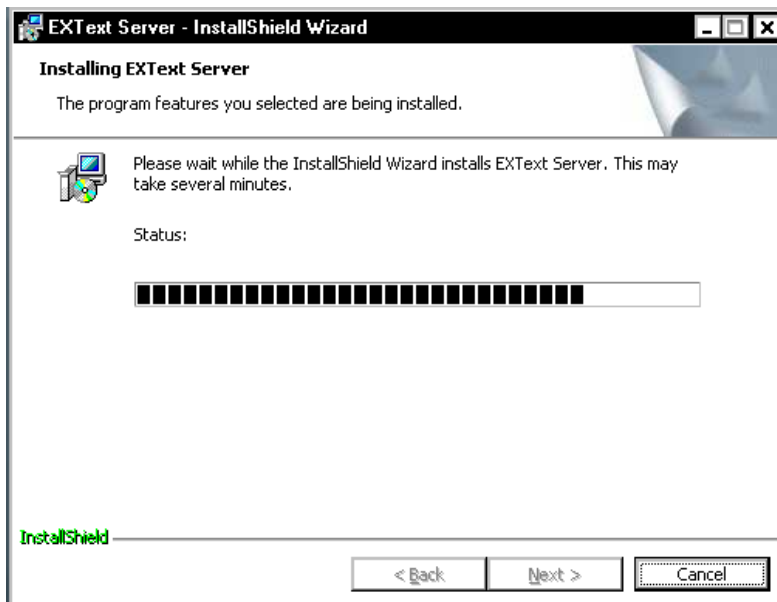 EXText Server - InstallShield Wizard
Installing EXText Server
The program features you selected are being installed.
Please wait while the InstallShield Wizard installs EXText Server. This may
take several minutes.
Status:
InstallShield
< Back
Next >
Cancel